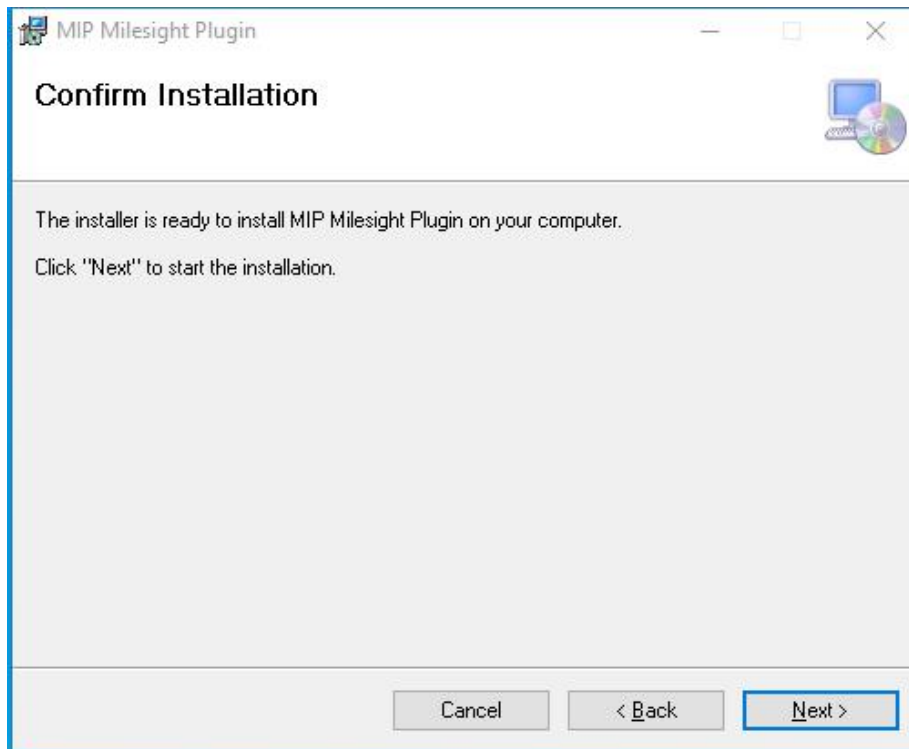 MIP Milesight Plugin
Confirm Installation
The installer is ready to install MIP Milesight Plugin on your computer.
Click "Next" to start the installation.
Cancel
< Back
Next >